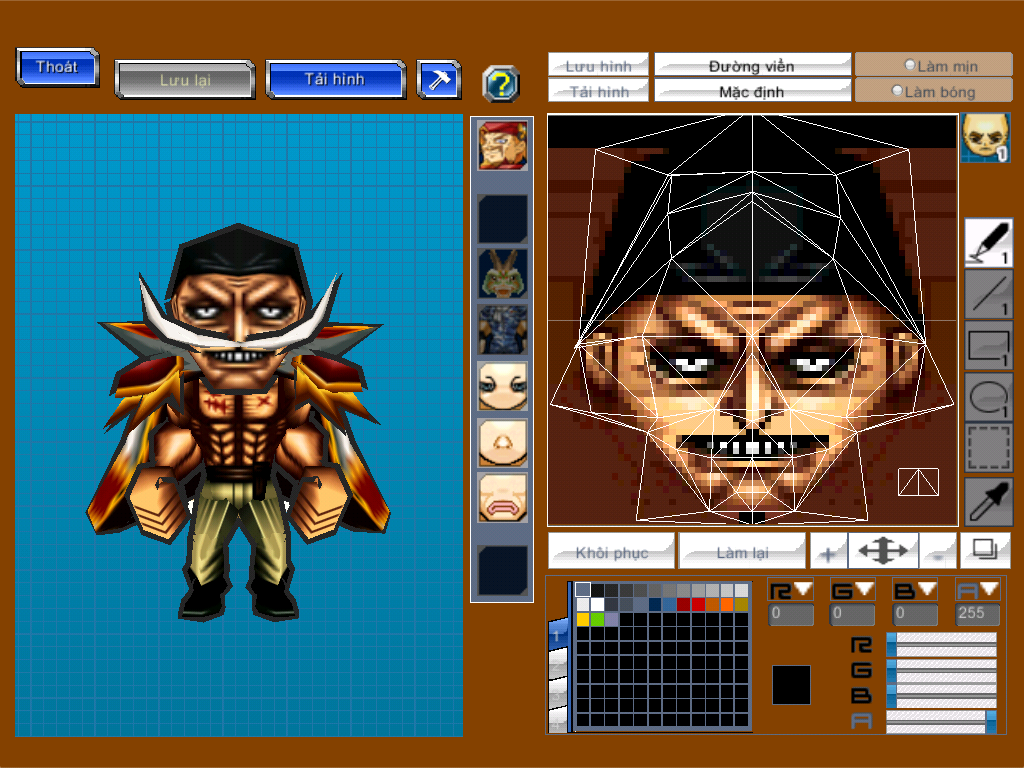 Thoát
Lưu lại
Tải hình
?
Lưu hình
Đường viền
Làm mịn
Tải hình
Mặc định
Làm bóng
1
1
1
1
1
Khôi phục
Làm lại
+
-
R G B A
0 0 0 255
1
R
G
B
A